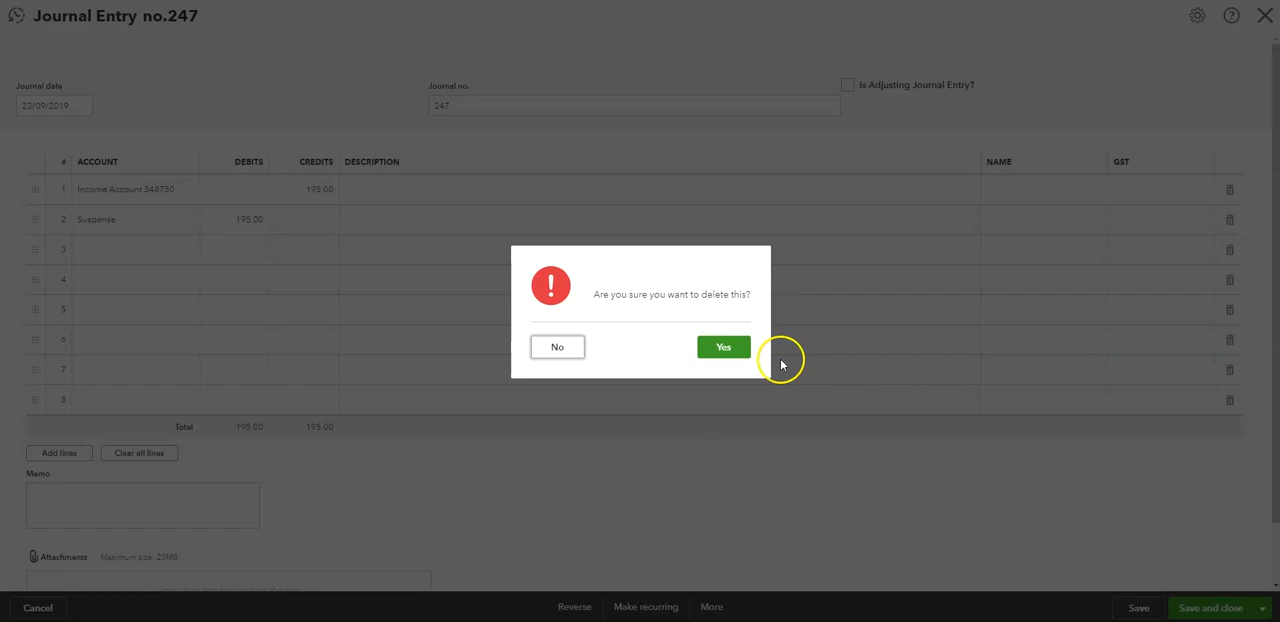 Journal Entry no.247
Journal date
Journal no.
Is Adjusting Journal Entry?
23/09/2019
247
# ACCOUNT DEBITS CREDITS DESCRIPTION NAME GST
1 Income Account 348750 195.00
2 Suspense 195.00
3
4
5
6
7
8
Are you sure you want to delete this?
No Yes
Total 195.00 195.00
Add lines Clear all lines
Memo
Attachments Maximum size: 25MB
Cancel Reverse Make recurring More Save Save and close